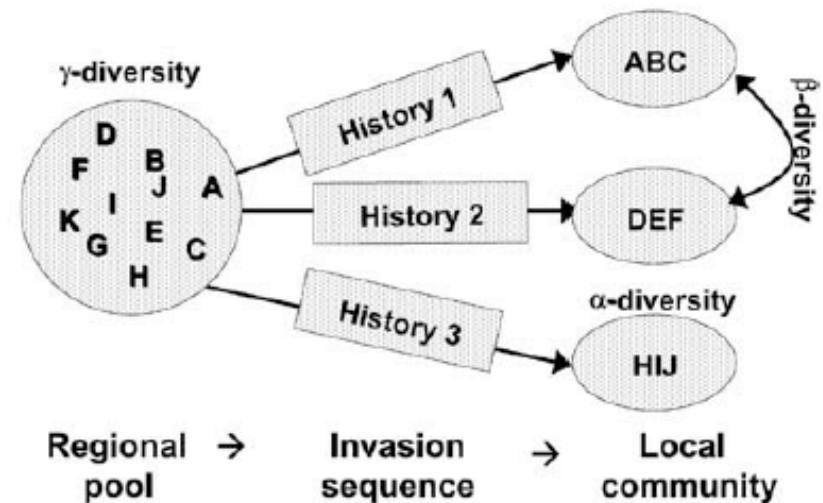 γ-diversity
D
F
B
J
A
I
K
G
E
C
H
History 1
History 2
History 3
ABC
DEF
β-diversity
α-diversity
HIJ
Regional → Invasion → Local
pool sequence community